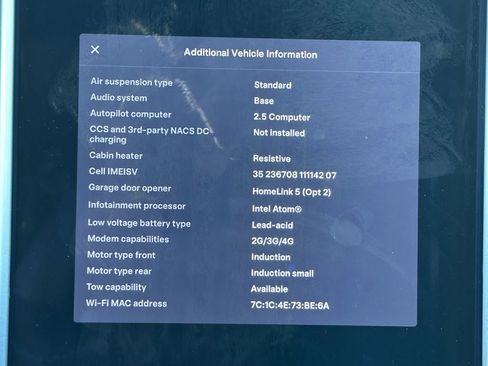 × Additional Vehicle Information
Air suspension type Standard
Audio system Base
Autopilot computer 2.5 Computer
CCS and 3rd-party NACS DC Not installed
charging
Cabin heater Resistive
Cell IMEISV 35 236708 111142 07
Garage door opener HomeLink 5 (Opt 2)
Infotainment processor Intel Atom®
Low voltage battery type Lead-acid
Modem capabilities 2G/3G/4G
Motor type front Induction
Motor type rear Induction small
Tow capability Available
Wi-Fi MAC address 7C:1C:4E:73:BE:6A